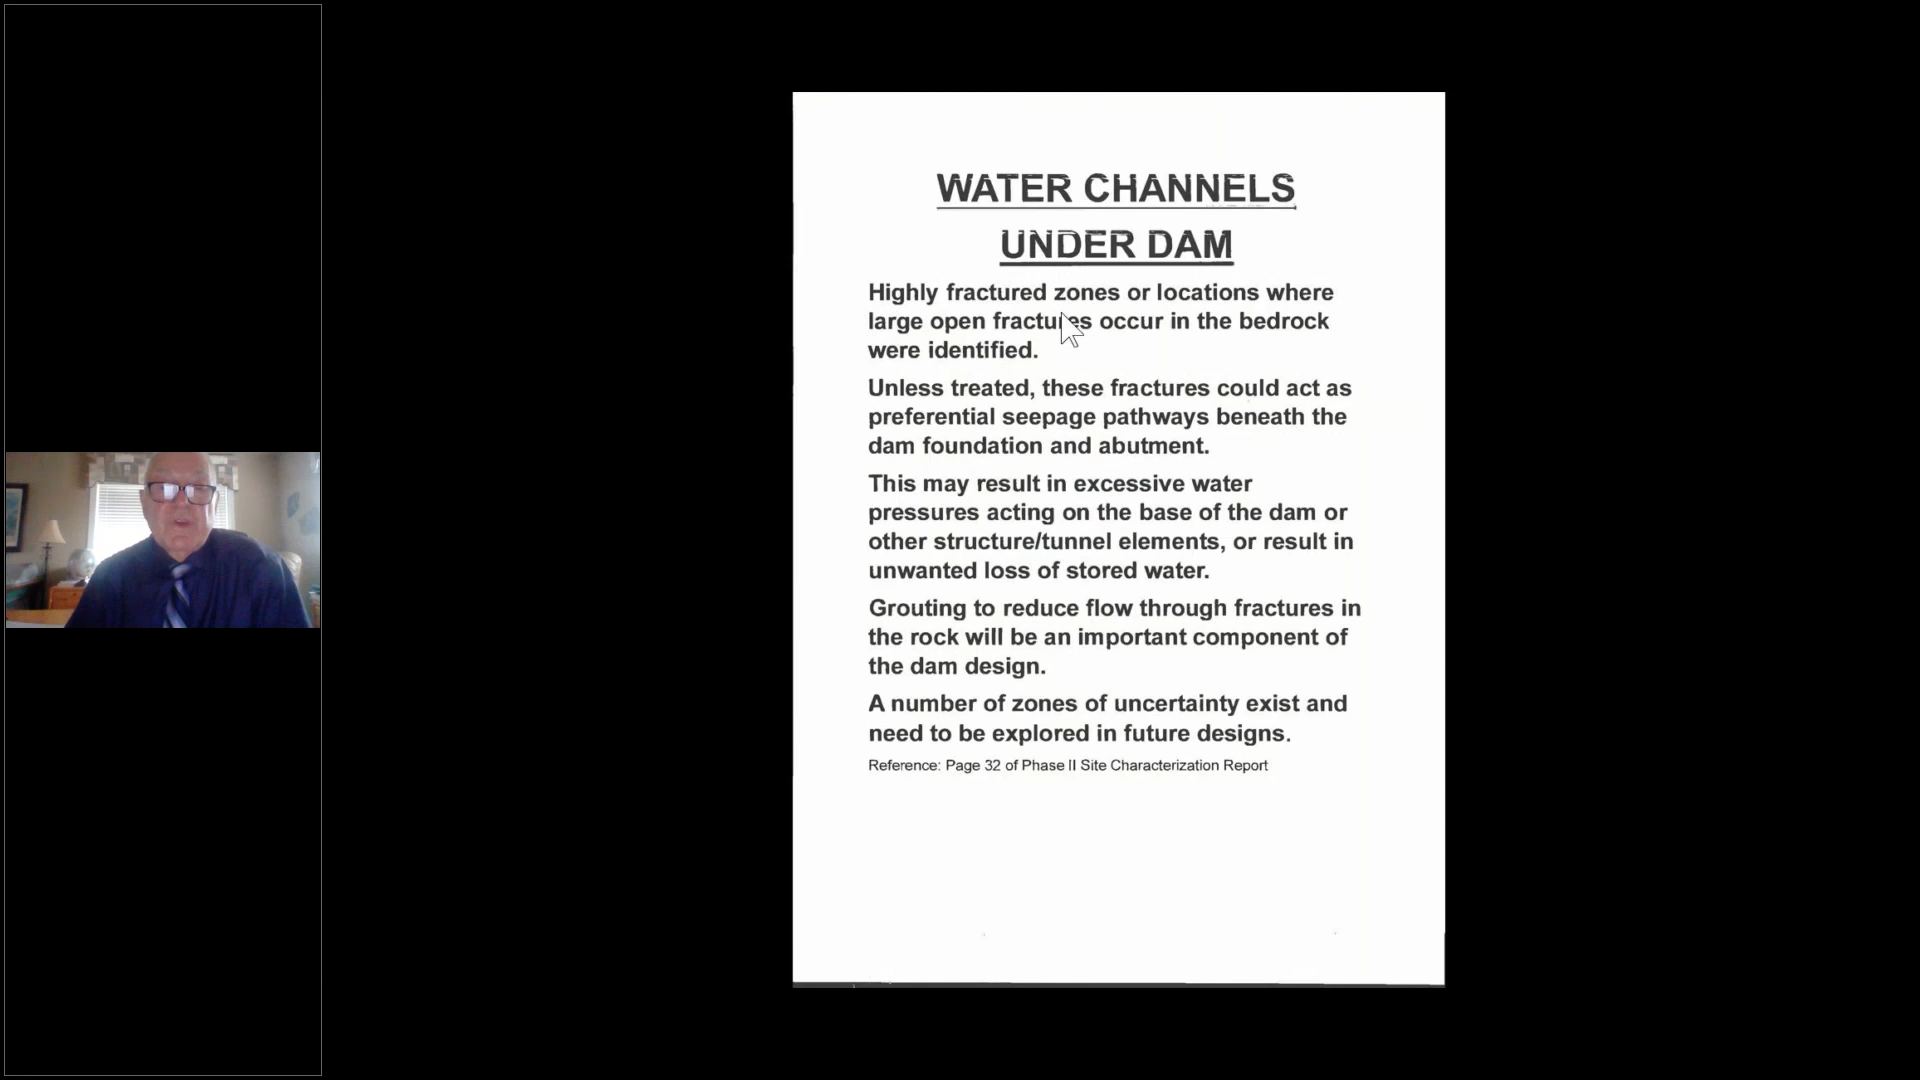 WATER CHANNELS
UNDER DAM
Highly fractured zones or locations where
large open fractures occur in the bedrock
were identified.
Unless treated, these fractures could act as
preferential seepage pathways beneath the
dam foundation and abutment.
This may result in excessive water
pressures acting on the base of the dam or
other structure/tunnel elements, or result in
unwanted loss of stored water.
Grouting to reduce flow through fractures in
the rock will be an important component of
the dam design.
A number of zones of uncertainty exist and
need to be explored in future designs.
Reference: Page 32 of Phase II Site Characterization Report